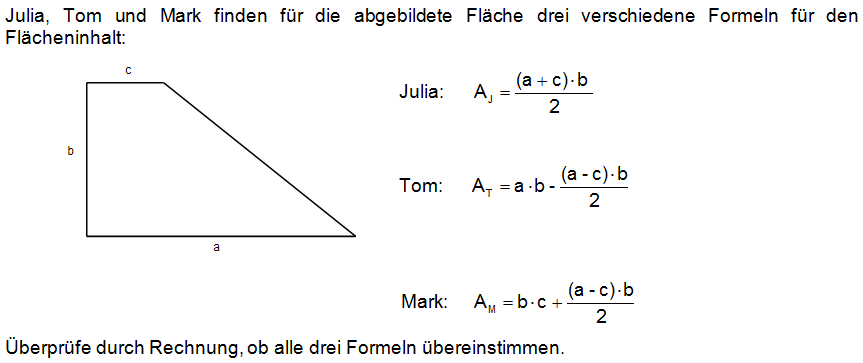 Julia, Tom und Mark finden für die abgebildete Fläche drei verschiedene Formeln für den
Flächeninhalt:
c
b
a
Julia: A_J = (a + c)·b / 2
Tom: A_T = a·b - (a - c)·b / 2
Mark: A_M = b·c + (a - c)·b / 2
Überprüfe durch Rechnung, ob alle drei Formeln übereinstimmen.